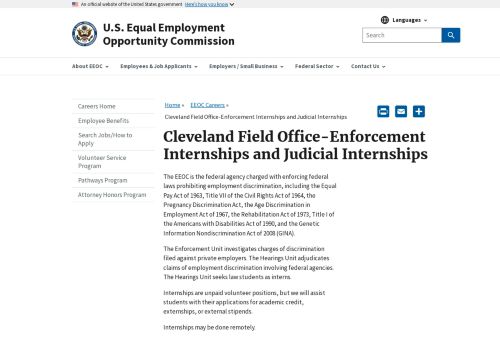 An official website of the United States government Here's how you know
U.S. Equal Employment
Opportunity Commission
Languages
Search
About EEOC
Employees & Job Applicants
Employers / Small Business
Federal Sector
Contact Us
Careers Home
Employee Benefits
Search Jobs/How to
Apply
Volunteer Service
Program
Pathways Program
Attorney Honors Program
Home » EEOC Careers »
Cleveland Field Office-Enforcement Internships and Judicial Internships
Cleveland Field Office-Enforcement
Internships and Judicial Internships
The EEOC is the federal agency charged with enforcing federal
laws prohibiting employment discrimination, including the Equal
Pay Act of 1963, Title VII of the Civil Rights Act of 1964, the
Pregnancy Discrimination Act, the Age Discrimination in
Employment Act of 1967, the Rehabilitation Act of 1973, Title I of
the Americans with Disabilities Act of 1990, and the Genetic
Information Nondiscrimination Act of 2008 (GINA).
The Enforcement Unit investigates charges of discrimination
filed against private employers. The Hearings Unit adjudicates
claims of employment discrimination involving federal agencies.
The Hearings Unit seeks law students as interns.
Internships are unpaid volunteer positions, but we will assist
students with their applications for academic credit,
externships, or external stipends.
Internships may be done remotely.